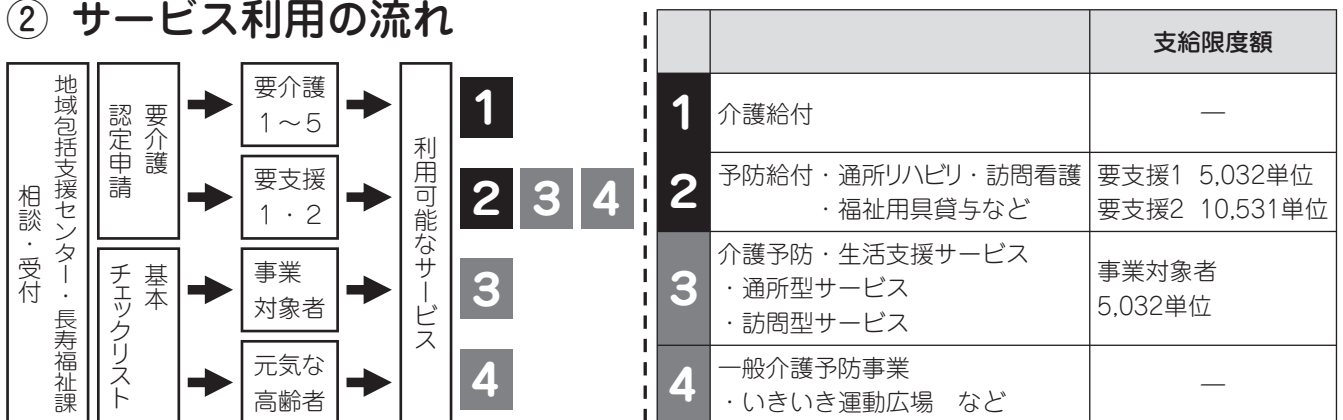 ② サービス利用の流れ
地域包括支援センター・長寿福祉課
相談・受付
要介護
認定申請
基本
チェックリスト
要介護
1～5
要支援
1・2
事業
対象者
元気な
高齢者
利用可能なサービス
1
2 3 4
3
4
支給限度額
1 介護給付 ―
2 予防給付・通所リハビリ・訪問看護
・福祉用具貸与など
要支援1 5,032単位
要支援2 10,531単位
3 介護予防・生活支援サービス
・通所型サービス
・訪問型サービス
事業対象者
5,032単位
4 一般介護予防事業
・いきいき運動広場 など
―